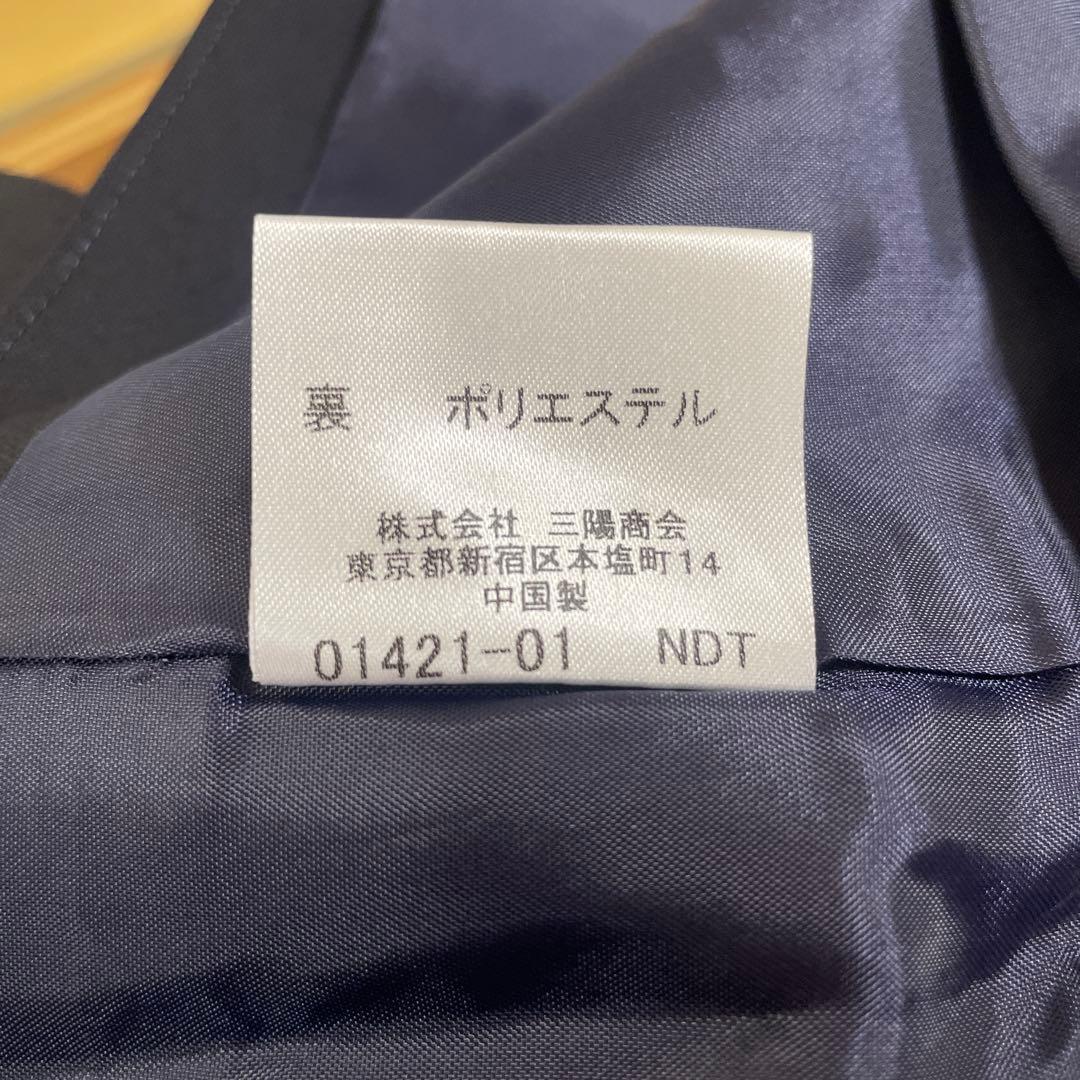 裏 ポリエステル
株式会社 三陽商会
東京都新宿区本塩町14
中国製
01421-01 NDT